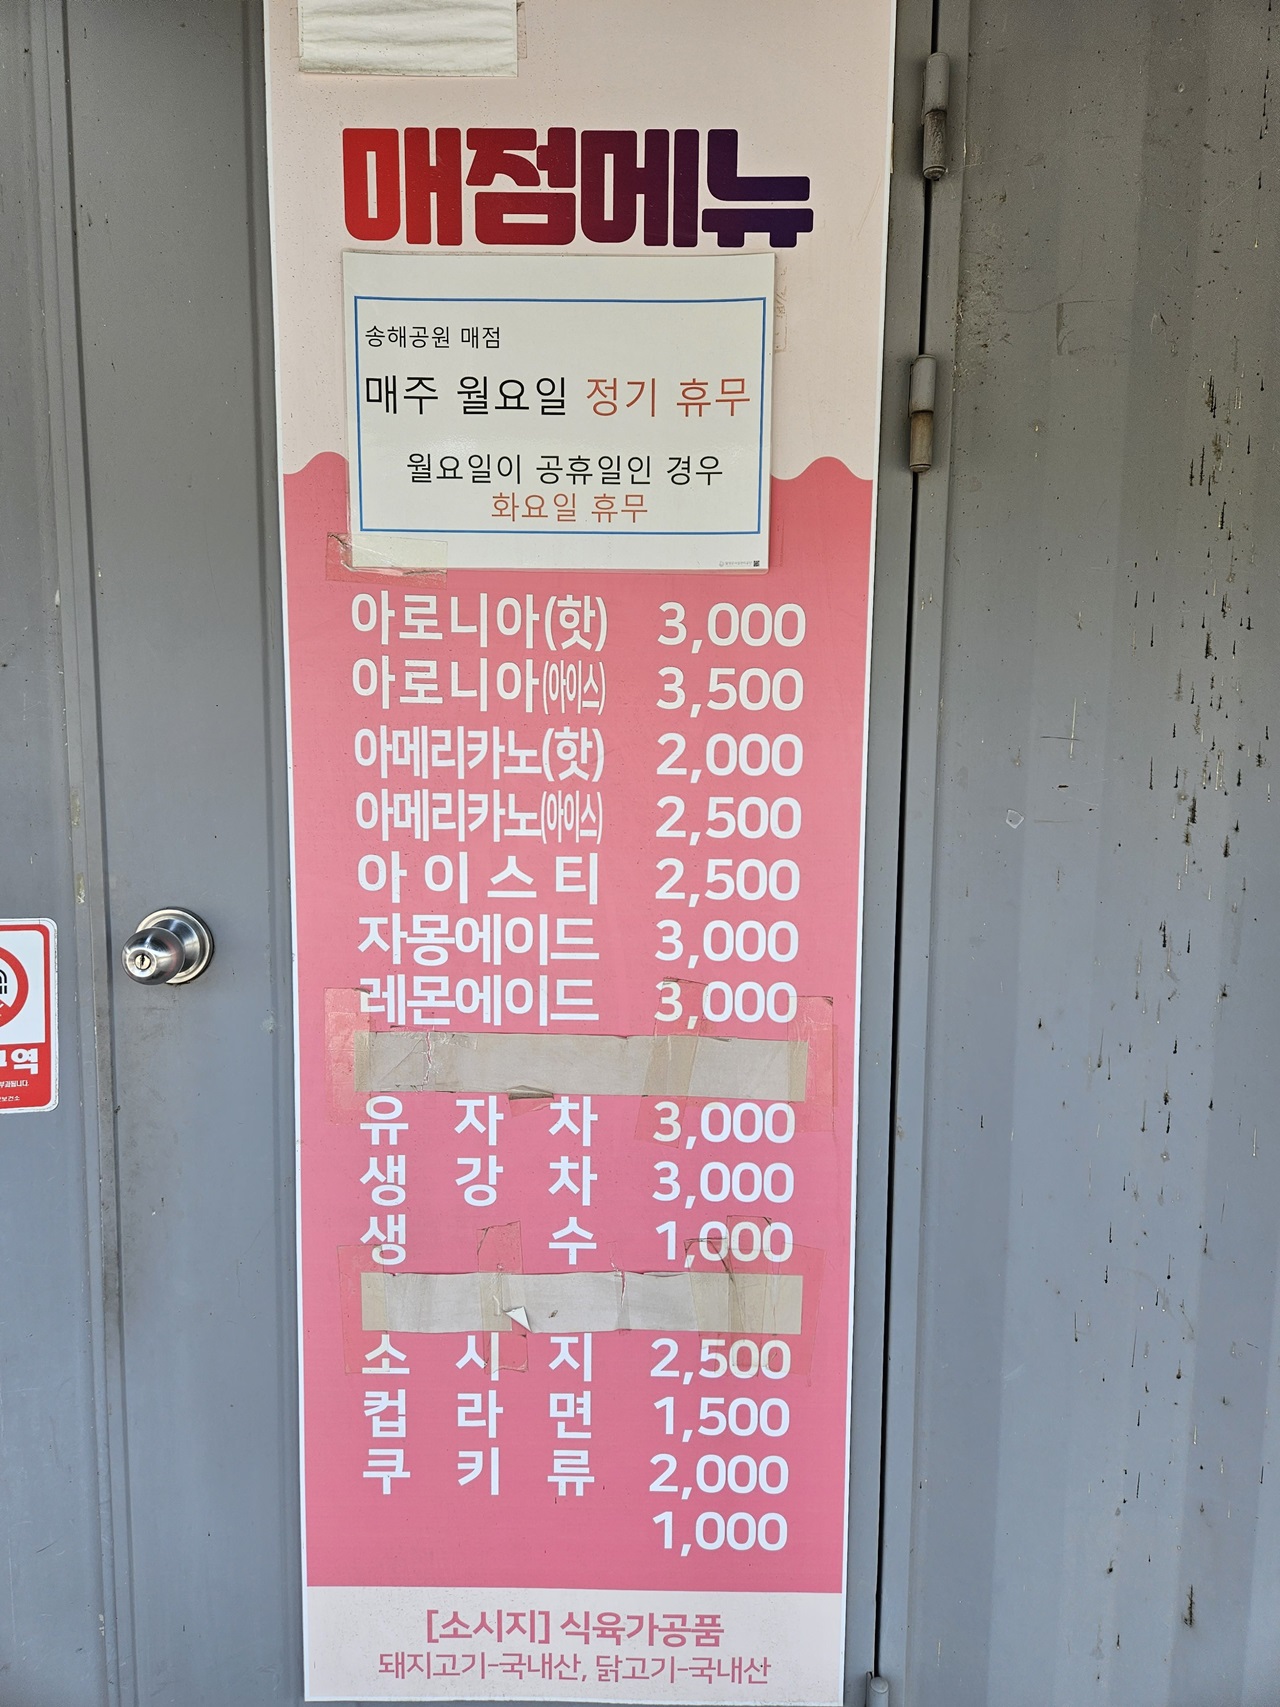 매점메뉴
송해공원 매점
매주 월요일 정기 휴무
월요일이 공휴일인 경우
화요일 휴무
아로니아(핫) 3,000
아로니아(아이스) 3,500
아메리카노(핫) 2,000
아메리카노(아이스) 2,500
아이스티 2,500
자몽에이드 3,000
레몬에이드 3,000
유자차 3,000
생강차 3,000
생수 1,000
소시지 2,500
컵라면 1,500
쿠키류 2,000
1,000
[소시지] 식육가공품
돼지고기-국내산, 닭고기-국내산
역